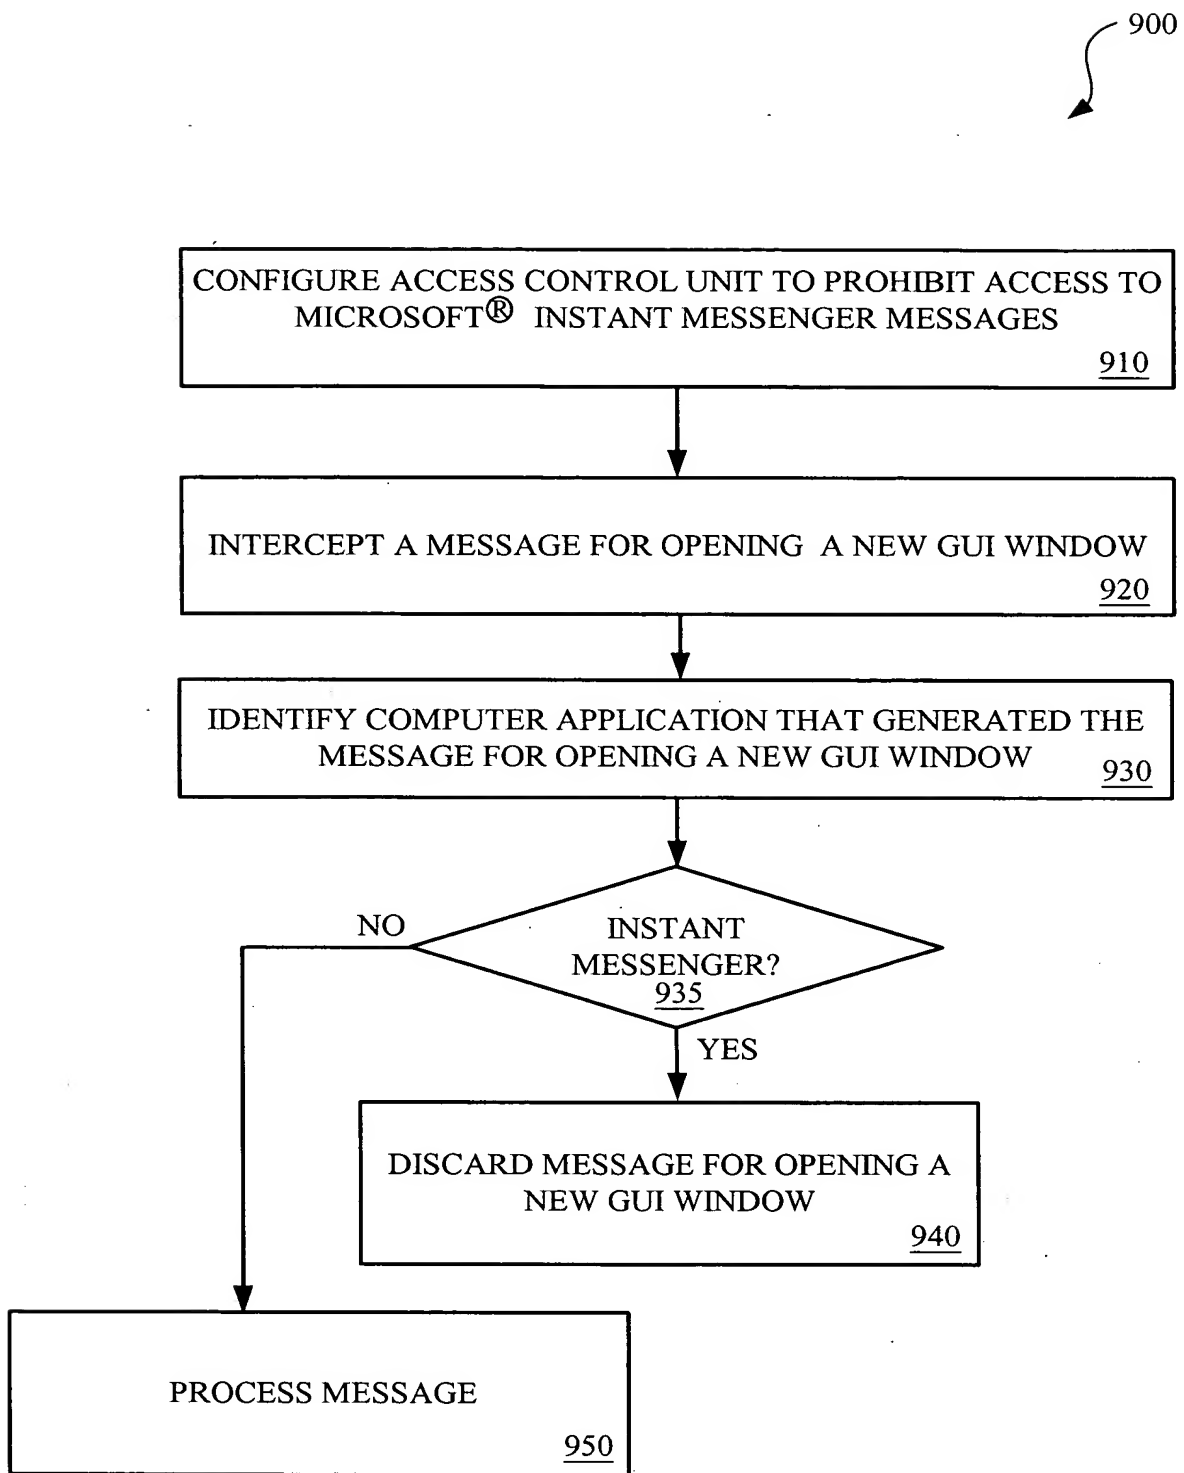 900
CONFIGURE ACCESS CONTROL UNIT TO PROHIBIT ACCESS TO
MICROSOFT® INSTANT MESSENGER MESSAGES
910
INTERCEPT A MESSAGE FOR OPENING A NEW GUI WINDOW
920
IDENTIFY COMPUTER APPLICATION THAT GENERATED THE
MESSAGE FOR OPENING A NEW GUI WINDOW
930
NO
INSTANT
MESSENGER?
935
YES
DISCARD MESSAGE FOR OPENING A
NEW GUI WINDOW
940
PROCESS MESSAGE
950